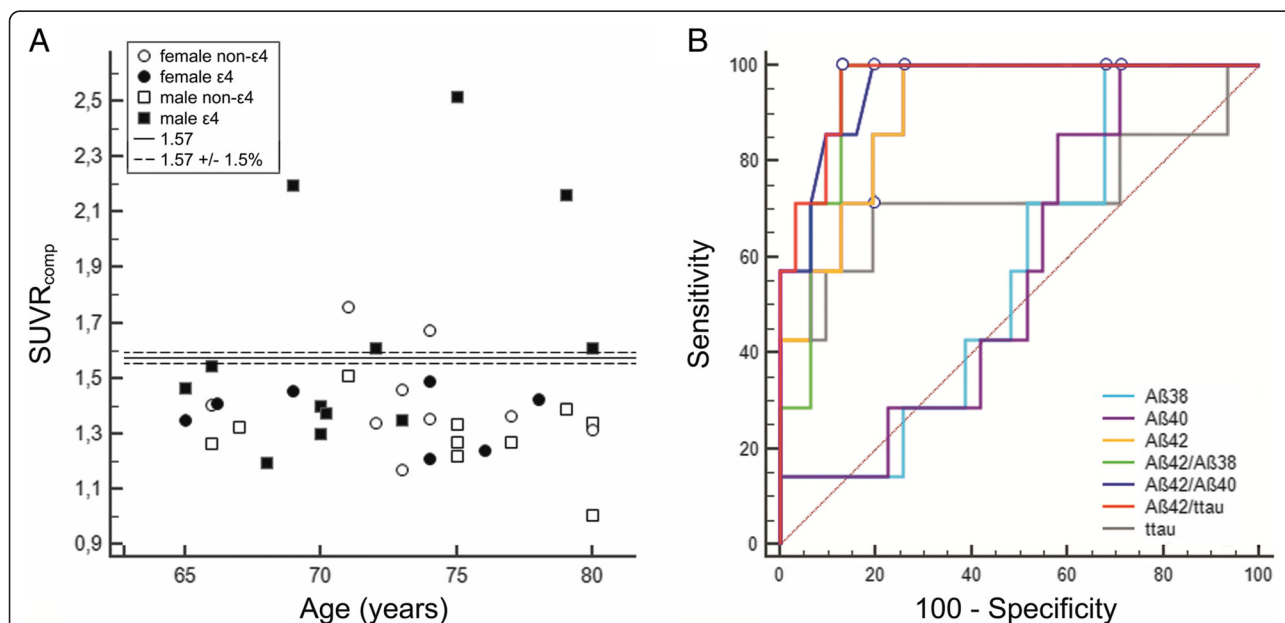 A
female non-ε4
female ε4
male non-ε4
male ε4
1.57
1.57 +/- 1.5%
2,5
2,3
2,1
1,9
1,7
1,5
1,3
1,1
0,9
SUVRcomp
65 70 75 80
Age (years)
B
100
80
60
40
20
0
Sensitivity
Aß38
Aß40
Aß42
Aß42/Aß38
Aß42/Aß40
Aß42/ttau
ttau
0 20 40 60 80 100
100 - Specificity